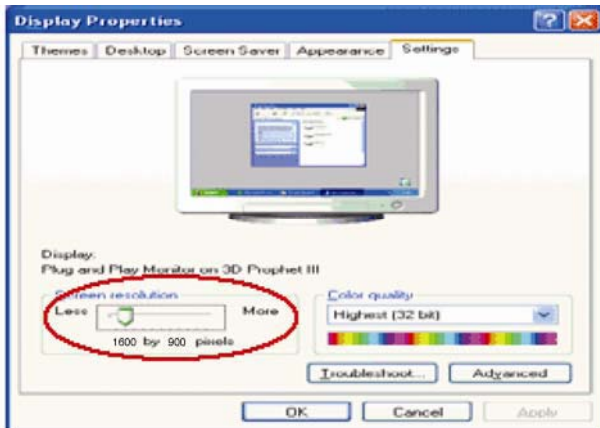 Display Properties
Themes Desktop Screen Saver Appearance Settings
Display:
Plug and Play Monitor on 3D Prophet III
Screen resolution
Less More
1600 by 900 pixels
Color quality
Highest (32 bit)
Troubleshoot... Advanced
OK Cancel Apply